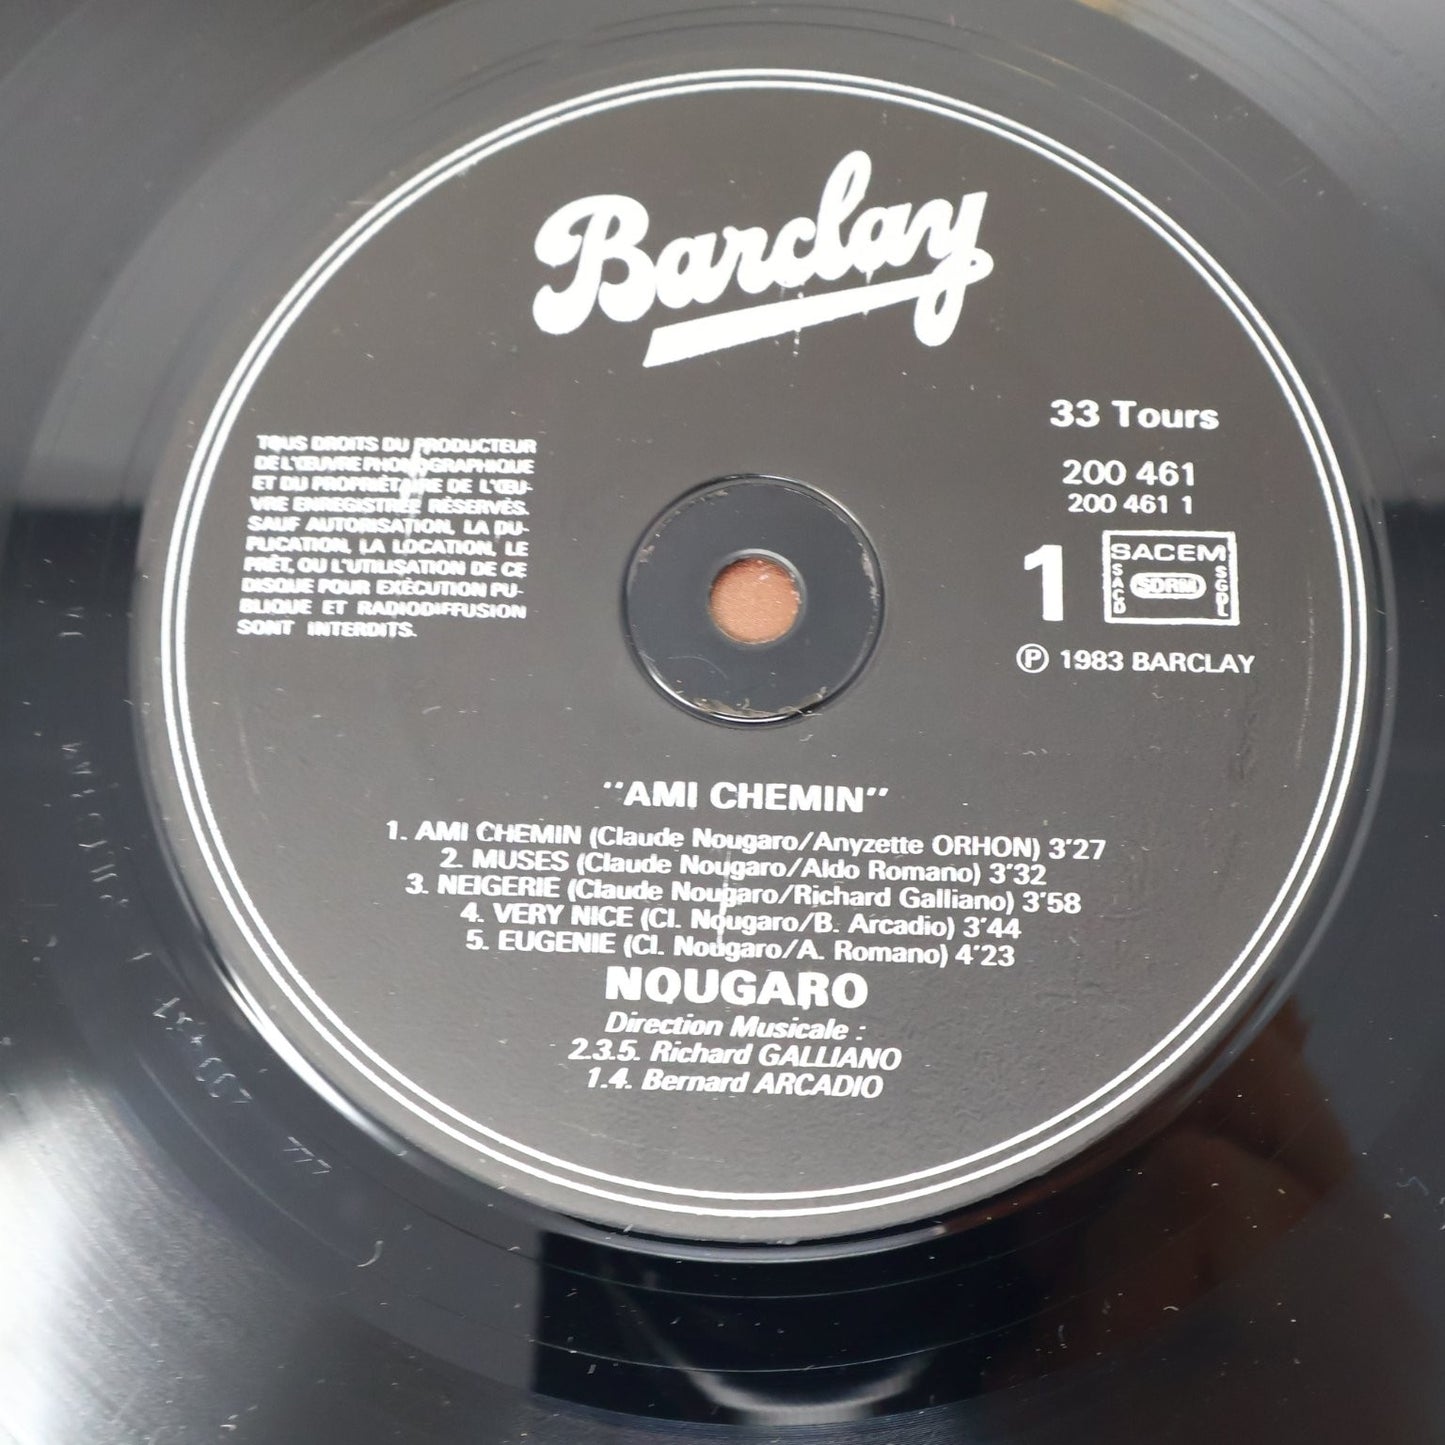 Barclay
33 Tours
200 461
200 461 1
1
SACEM
SACD
SDRM
SGDL
Ⓟ 1983 BARCLAY
TOUS DROITS DU PRODUCTEUR
DE L'ŒUVRE PHONOGRAPHIQUE
ET DU PROPRIÉTAIRE DE L'ŒU-
VRE ENREGISTRÉE RÉSERVÉS.
SAUF AUTORISATION, LA DU-
PLICATION, LA LOCATION, LE
PRÊT, OU L'UTILISATION DE CE
DISQUE POUR EXÉCUTION PU-
BLIQUE ET RADIODIFFUSION
SONT INTERDITS.
"AMI CHEMIN"
1. AMI CHEMIN (Claude Nougaro/Anyzette ORHON) 3'27
2. MUSES (Claude Nougaro/Aldo Romano) 3'32
3. NEIGERIE (Claude Nougaro/Richard Galliano) 3'58
4. VERY NICE (Cl. Nougaro/B. Arcadio) 3'44
5. EUGENIE (Cl. Nougaro/A. Romano) 4'23
NOUGARO
Direction Musicale :
2.3.5. Richard GALLIANO
1.4. Bernard ARCADIO